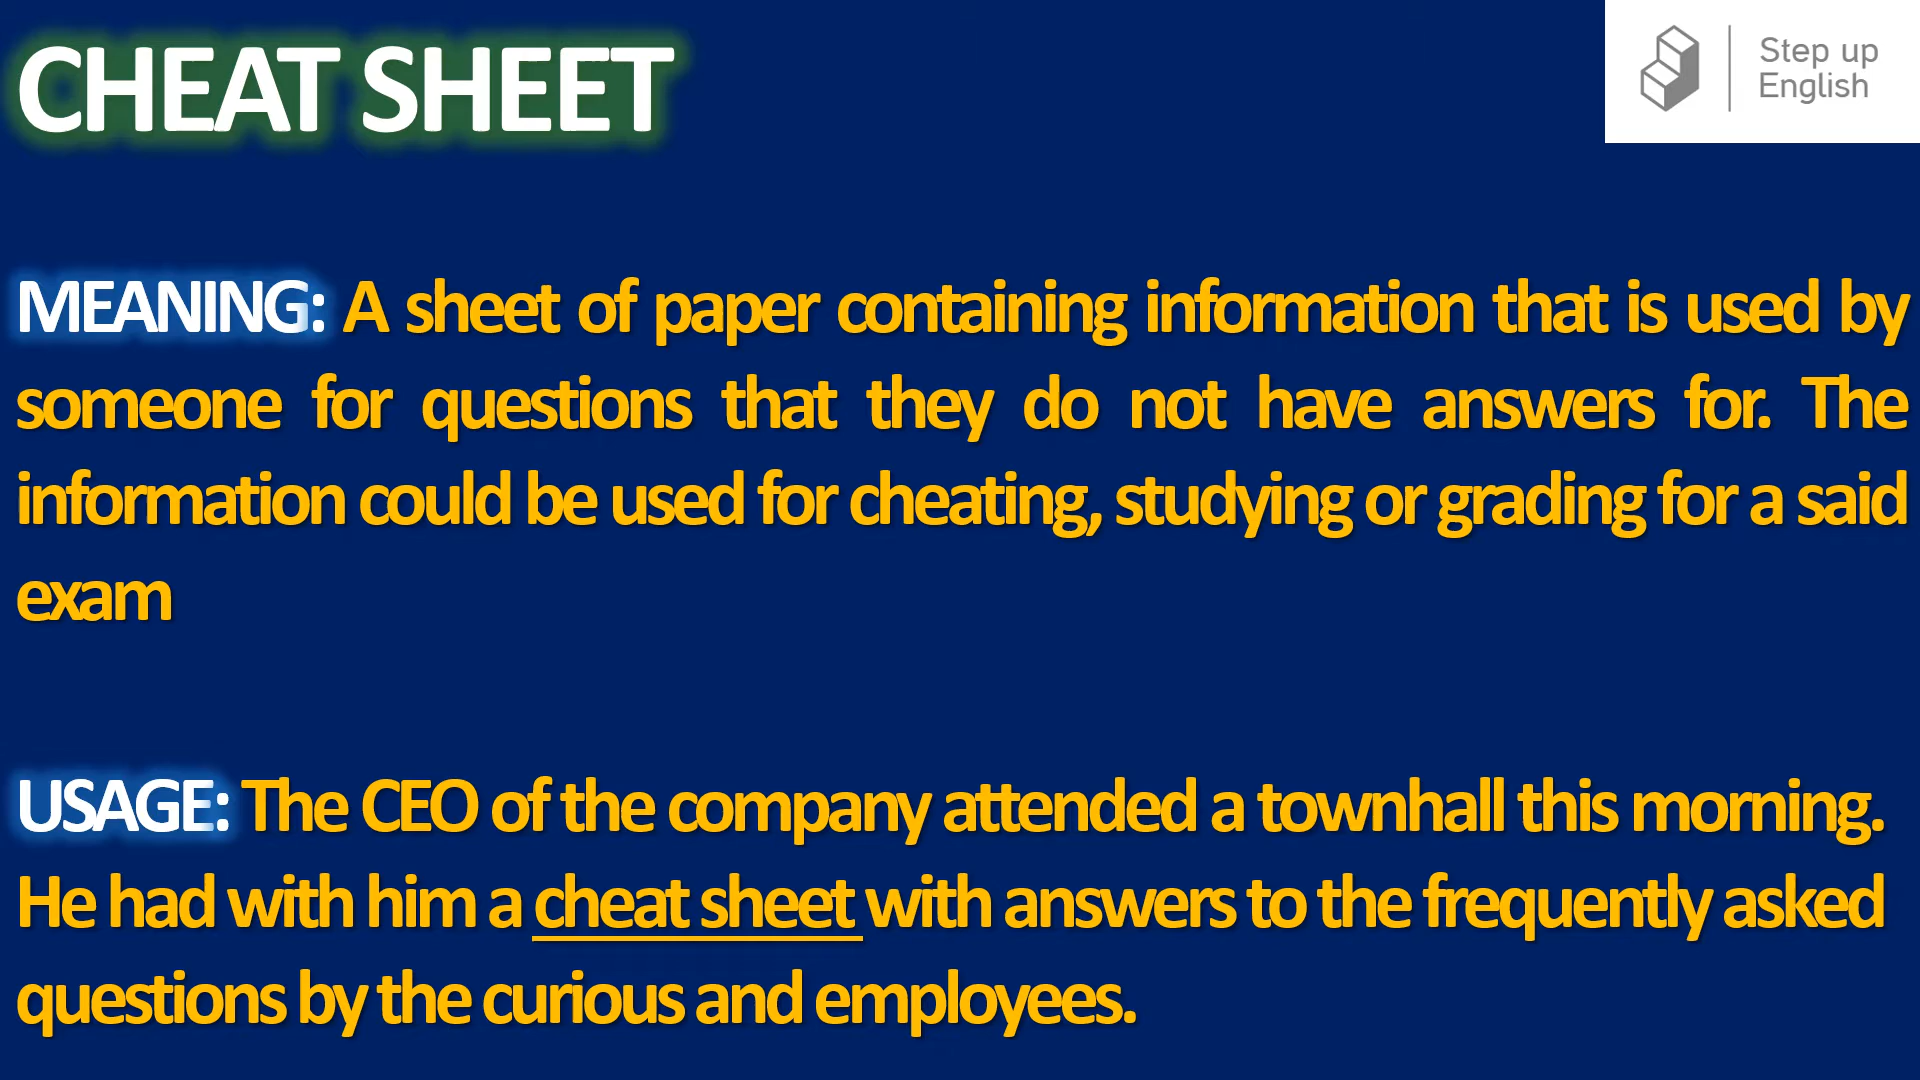 CHEAT SHEET
Step up
English
MEANING: A sheet of paper containing information that is used by
someone for questions that they do not have answers for. The
information could be used for cheating, studying or grading for a said
exam
USAGE: The CEO of the company attended a townhall this morning.
He had with him a cheat sheet with answers to the frequently asked
questions by the curious and employees.